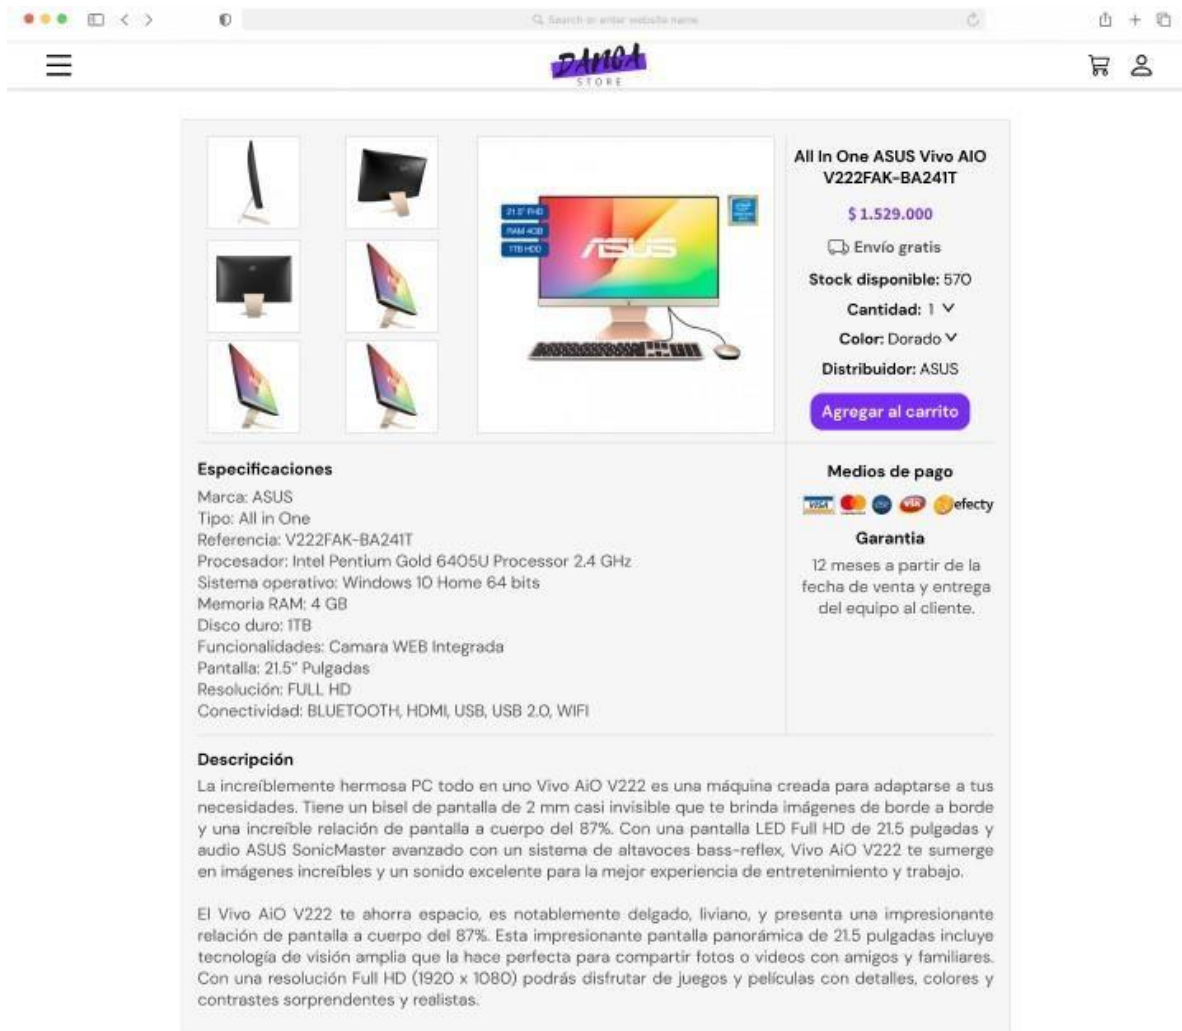 Search or enter website name
DAMCA
STORE
21.5" FHD
RAM 4GB
1TB HDD
ASUS
All In One ASUS Vivo AIO
V222FAK-BA241T
$ 1.529.000
Envío gratis
Stock disponible: 570
Cantidad: 1
Color: Dorado
Distribuidor: ASUS
Agregar al carrito
Especificaciones
Marca: ASUS
Tipo: All in One
Referencia: V222FAK-BA241T
Procesador: Intel Pentium Gold 6405U Processor 2.4 GHz
Sistema operativo: Windows 10 Home 64 bits
Memoria RAM: 4 GB
Disco duro: 1TB
Funcionalidades: Camara WEB Integrada
Pantalla: 21.5" Pulgadas
Resolución: FULL HD
Conectividad: BLUETOOTH, HDMI, USB, USB 2.0, WIFI
Medios de pago
VISA
efecty
Garantia
12 meses a partir de la
fecha de venta y entrega
del equipo al cliente.
Descripción
La increíblemente hermosa PC todo en uno Vivo AiO V222 es una máquina creada para adaptarse a tus
necesidades. Tiene un bisel de pantalla de 2 mm casi invisible que te brinda imágenes de borde a borde
y una increíble relación de pantalla a cuerpo del 87%. Con una pantalla LED Full HD de 21.5 pulgadas y
audio ASUS SonicMaster avanzado con un sistema de altavoces bass-reflex, Vivo AiO V222 te sumerge
en imágenes increíbles y un sonido excelente para la mejor experiencia de entretenimiento y trabajo.
El Vivo AiO V222 te ahorra espacio, es notablemente delgado, liviano, y presenta una impresionante
relación de pantalla a cuerpo del 87%. Esta impresionante pantalla panorámica de 21.5 pulgadas incluye
tecnología de visión amplia que la hace perfecta para compartir fotos o videos con amigos y familiares.
Con una resolución Full HD (1920 x 1080) podrás disfrutar de juegos y películas con detalles, colores y
contrastes sorprendentes y realistas.